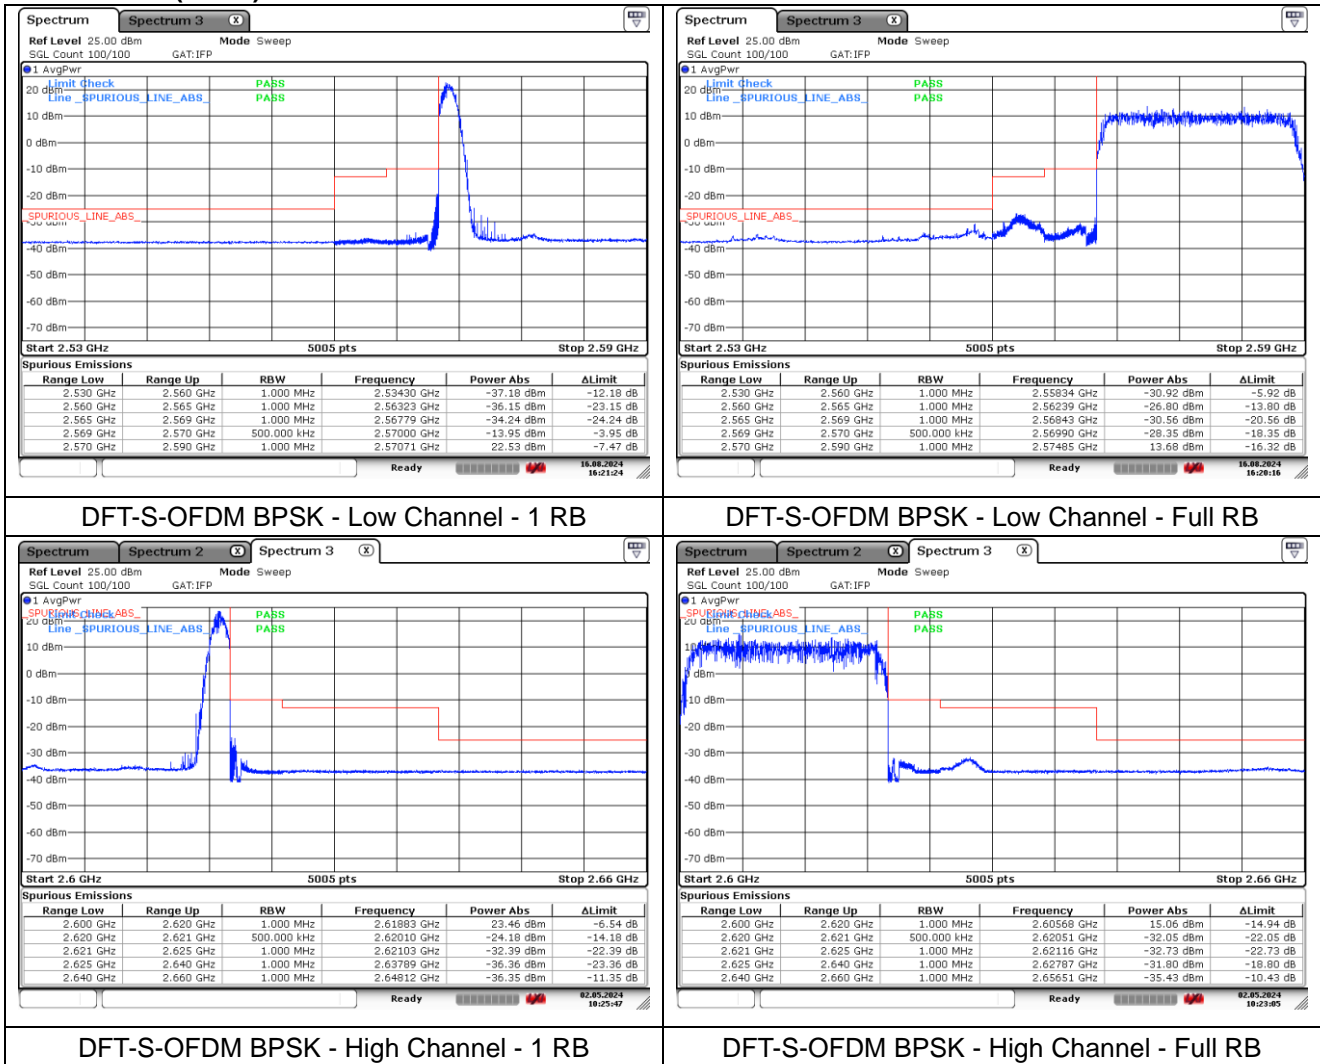 Spectrum Spectrum 3 X
Ref Level 25.00 dBm Mode Sweep
SGL Count 100/100 GAT:IFP
1 AvgPwr
Limit Check PASS
Line _SPURIOUS_LINE_ABS_ PASS
20 dBm
10 dBm
0 dBm
-10 dBm
-20 dBm
_SPURIOUS_LINE_ABS_
-30 dBm
-40 dBm
-50 dBm
-60 dBm
-70 dBm
Start 2.53 GHz 5005 pts Stop 2.59 GHz
Spurious Emissions
Range Low Range Up RBW Frequency Power Abs ΔLimit
2.530 GHz 2.560 GHz 1.000 MHz 2.53430 GHz -37.18 dBm -12.18 dB
2.560 GHz 2.565 GHz 1.000 MHz 2.56323 GHz -36.15 dBm -23.15 dB
2.565 GHz 2.569 GHz 1.000 MHz 2.56779 GHz -34.24 dBm -24.24 dB
2.569 GHz 2.570 GHz 500.000 kHz 2.57000 GHz -13.95 dBm -3.95 dB
2.570 GHz 2.590 GHz 1.000 MHz 2.57071 GHz 22.53 dBm -7.47 dB
Ready 16.08.2024
16:21:24
DFT-S-OFDM BPSK - Low Channel - 1 RB
Spectrum Spectrum 3 X
Ref Level 25.00 dBm Mode Sweep
SGL Count 100/100 GAT:IFP
1 AvgPwr
Limit Check PASS
Line _SPURIOUS_LINE_ABS_ PASS
20 dBm
10 dBm
0 dBm
-10 dBm
-20 dBm
_SPURIOUS_LINE_ABS_
-30 dBm
-40 dBm
-50 dBm
-60 dBm
-70 dBm
Start 2.53 GHz 5005 pts Stop 2.59 GHz
Spurious Emissions
Range Low Range Up RBW Frequency Power Abs ΔLimit
2.530 GHz 2.560 GHz 1.000 MHz 2.55834 GHz -30.92 dBm -5.92 dB
2.560 GHz 2.565 GHz 1.000 MHz 2.56239 GHz -26.80 dBm -13.80 dB
2.565 GHz 2.569 GHz 1.000 MHz 2.56843 GHz -30.56 dBm -20.56 dB
2.569 GHz 2.570 GHz 500.000 kHz 2.56990 GHz -28.35 dBm -18.35 dB
2.570 GHz 2.590 GHz 1.000 MHz 2.57485 GHz 13.68 dBm -16.32 dB
Ready 16.08.2024
16:20:16
DFT-S-OFDM BPSK - Low Channel - Full RB
Spectrum Spectrum 2 X Spectrum 3 X
Ref Level 25.00 dBm Mode Sweep
SGL Count 100/100 GAT:IFP
1 AvgPwr
_SPURIOUS_LINE_ABS_
Limit Check PASS
20 dBm
Line _SPURIOUS_LINE_ABS_ PASS
10 dBm
0 dBm
-10 dBm
-20 dBm
-30 dBm
-40 dBm
-50 dBm
-60 dBm
-70 dBm
Start 2.6 GHz 5005 pts Stop 2.66 GHz
Spurious Emissions
Range Low Range Up RBW Frequency Power Abs ΔLimit
2.600 GHz 2.620 GHz 1.000 MHz 2.61883 GHz 23.46 dBm -6.54 dB
2.620 GHz 2.621 GHz 500.000 kHz 2.62010 GHz -24.18 dBm -14.18 dB
2.621 GHz 2.625 GHz 1.000 MHz 2.62103 GHz -32.39 dBm -22.39 dB
2.625 GHz 2.640 GHz 1.000 MHz 2.63789 GHz -36.36 dBm -23.36 dB
2.640 GHz 2.660 GHz 1.000 MHz 2.64812 GHz -36.35 dBm -11.35 dB
Ready 02.05.2024
10:25:47
DFT-S-OFDM BPSK - High Channel - 1 RB
Spectrum Spectrum 2 X Spectrum 3 X
Ref Level 25.00 dBm Mode Sweep
SGL Count 100/100 GAT:IFP
1 AvgPwr
_SPURIOUS_LINE_ABS_
Limit Check PASS
20 dBm
Line _SPURIOUS_LINE_ABS_ PASS
10 dBm
0 dBm
-10 dBm
-20 dBm
-30 dBm
-40 dBm
-50 dBm
-60 dBm
-70 dBm
Start 2.6 GHz 5005 pts Stop 2.66 GHz
Spurious Emissions
Range Low Range Up RBW Frequency Power Abs ΔLimit
2.600 GHz 2.620 GHz 1.000 MHz 2.60568 GHz 15.06 dBm -14.94 dB
2.620 GHz 2.621 GHz 500.000 kHz 2.62051 GHz -32.05 dBm -22.05 dB
2.621 GHz 2.625 GHz 1.000 MHz 2.62116 GHz -32.73 dBm -22.73 dB
2.625 GHz 2.640 GHz 1.000 MHz 2.62787 GHz -31.80 dBm -18.80 dB
2.640 GHz 2.660 GHz 1.000 MHz 2.65651 GHz -35.43 dBm -10.43 dB
Ready 02.05.2024
10:23:05
DFT-S-OFDM BPSK - High Channel - Full RB